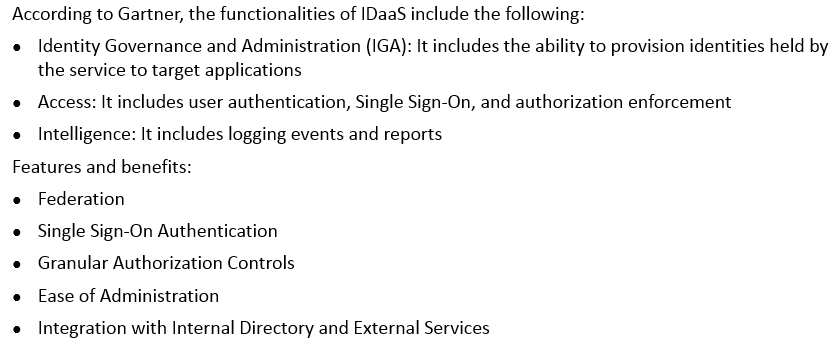 According to Gartner, the functionalities of IDaaS include the following:
● Identity Governance and Administration (IGA): It includes the ability to provision identities held by
the service to target applications
● Access: It includes user authentication, Single Sign-On, and authorization enforcement
● Intelligence: It includes logging events and reports
Features and benefits:
● Federation
● Single Sign-On Authentication
● Granular Authorization Controls
● Ease of Administration
● Integration with Internal Directory and External Services